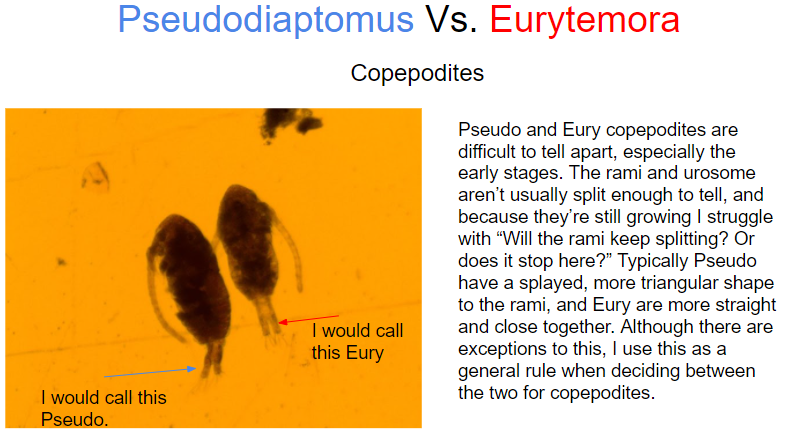 Pseudodiaptomus Vs. Eurytemora
Copepodites
Pseudo and Eury copepodites are
difficult to tell apart, especially the
early stages. The rami and urosome
aren’t usually split enough to tell, and
because they’re still growing I struggle
with “Will the rami keep splitting? Or
does it stop here?” Typically Pseudo
have a splayed, more triangular shape
to the rami, and Eury are more straight
and close together. Although there are
exceptions to this, I use this as a
general rule when deciding between
the two for copepodites.
I would call
this Eury
I would call this
Pseudo.